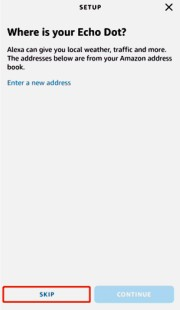 SETUP
Where is your Echo Dot?
Alexa can give you local weather, traffic and more.
The addresses below are from your Amazon address
book.
Enter a new address
SKIP
CONTINUE